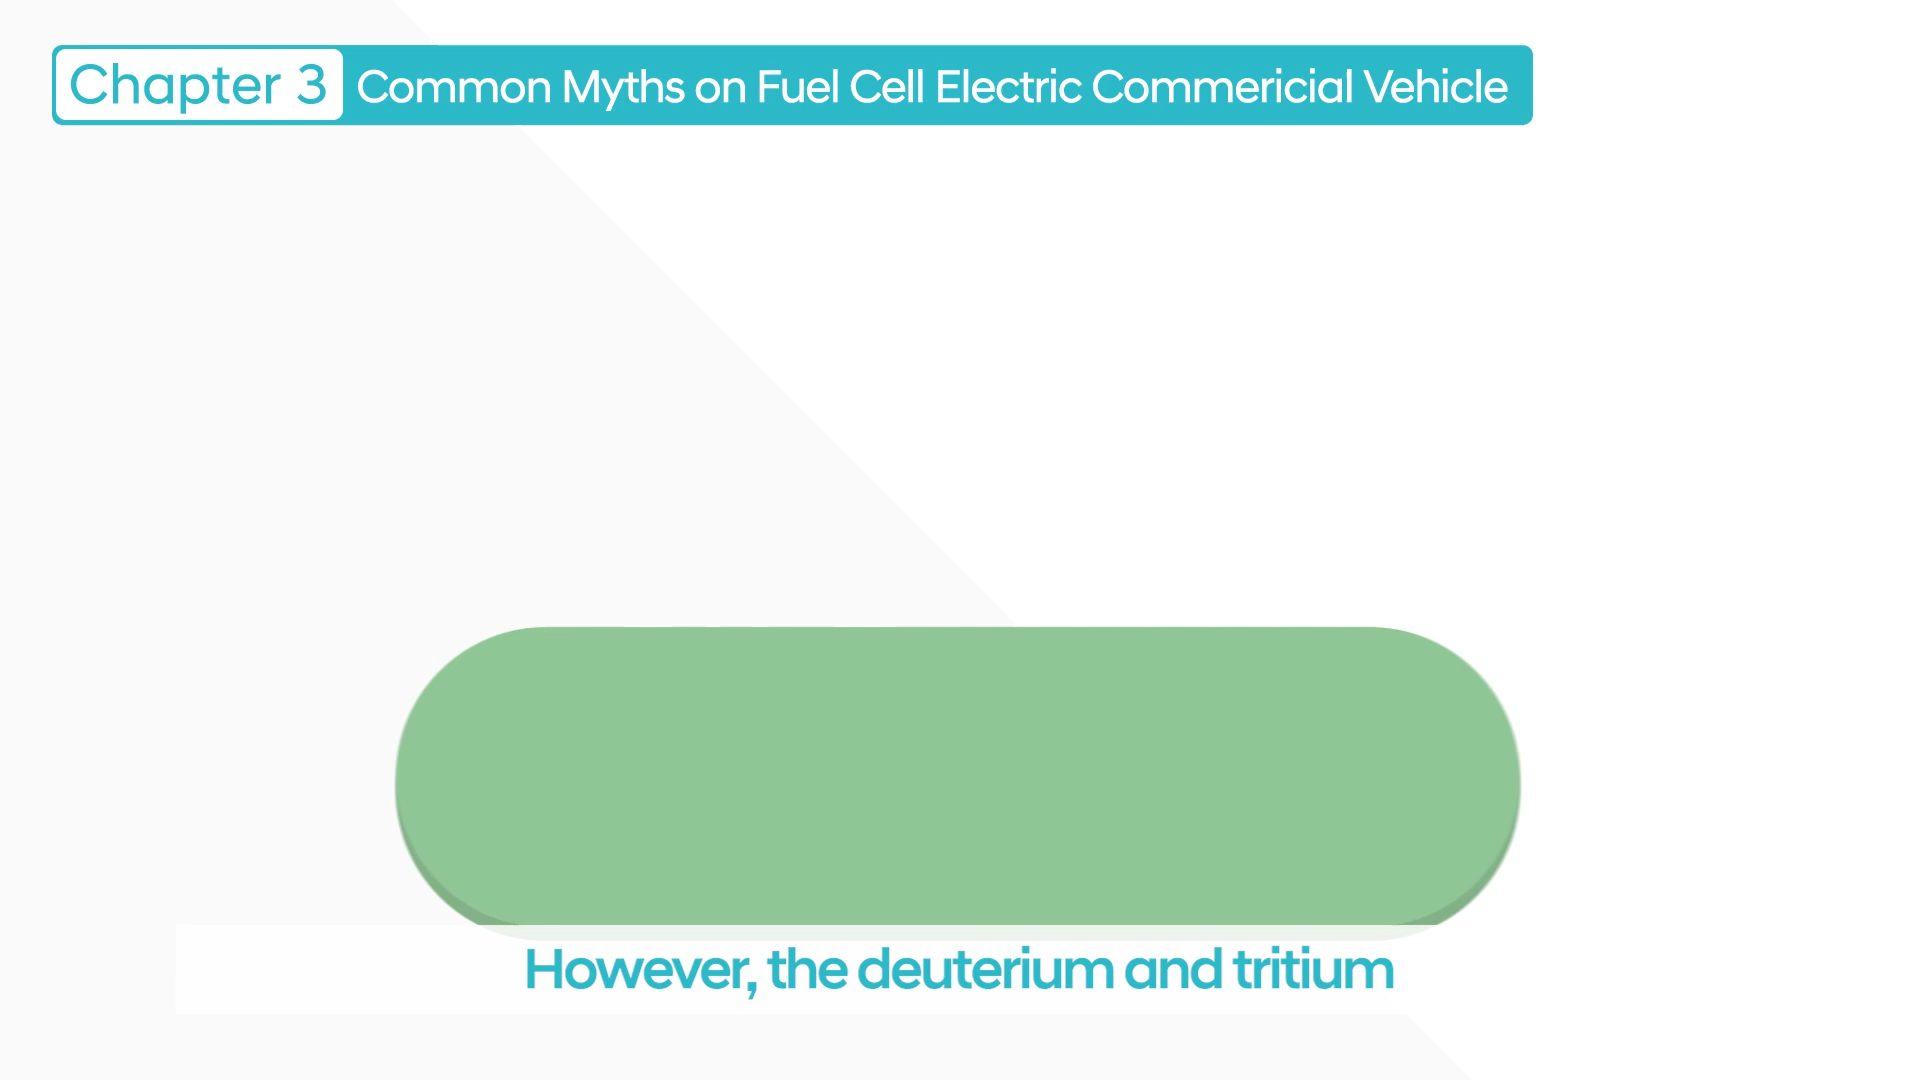 Chapter 3 Common Myths on Fuel Cell Electric Commericial Vehicle
However, the deuterium and tritium